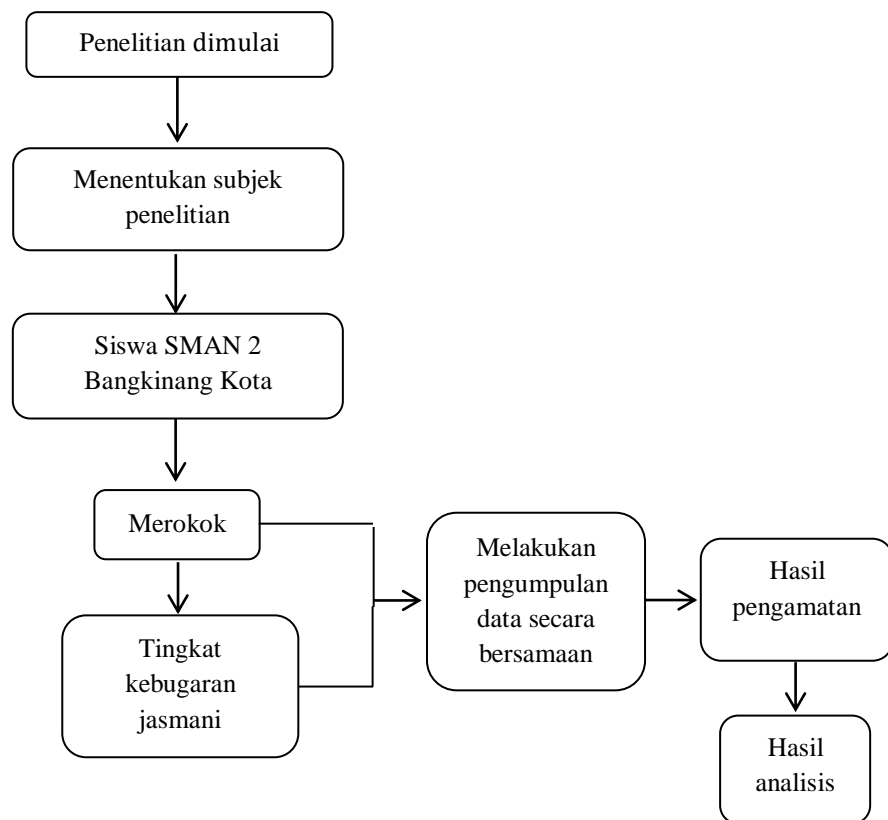 Penelitian dimulai
Menentukan subjek
penelitian
Siswa SMAN 2
Bangkinang Kota
Merokok
Tingkat
kebugaran
jasmani
Melakukan
pengumpulan
data secara
bersamaan
Hasil
pengamatan
Hasil
analisis